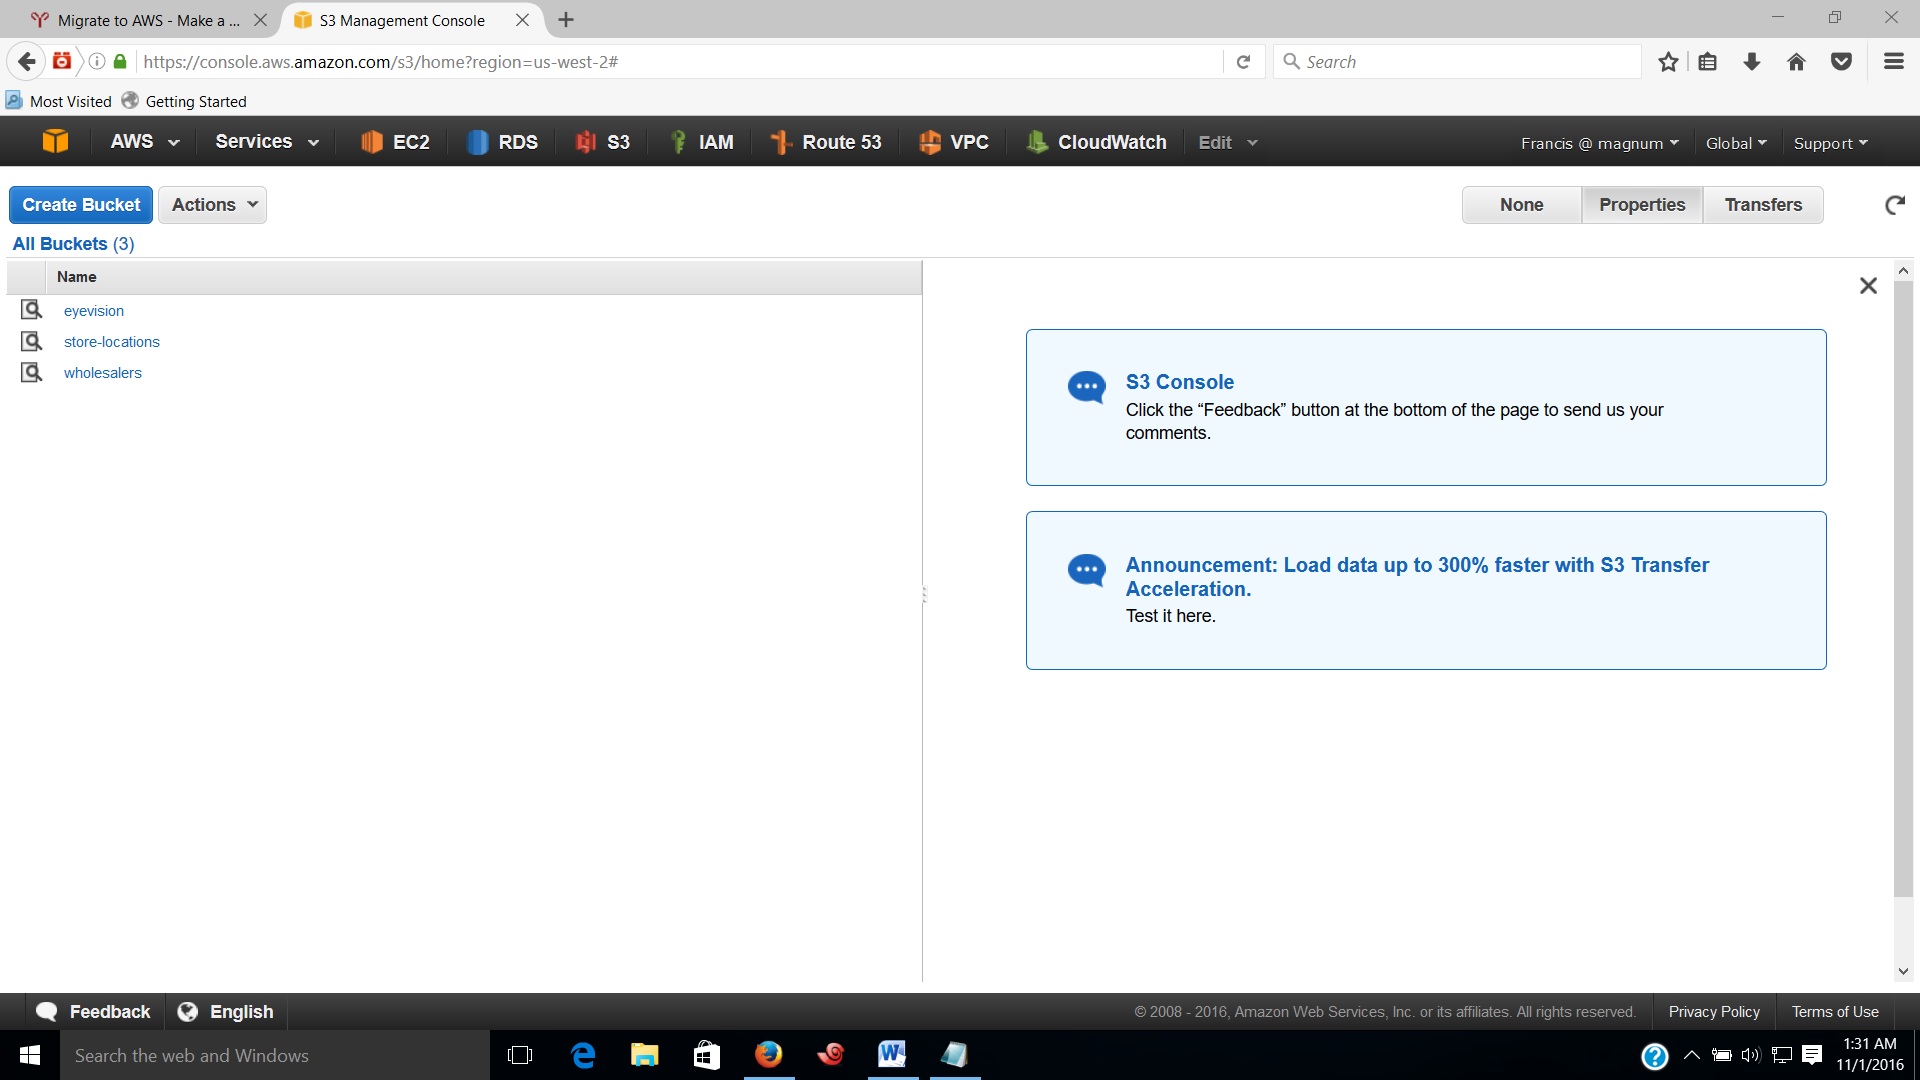 Migrate to AWS - Make a ...
S3 Management Console
https://console.aws.amazon.com/s3/home?region=us-west-2#
Search
Most Visited
Getting Started
AWS
Services
EC2
RDS
S3
IAM
Route 53
VPC
CloudWatch
Edit
Francis @ magnum
Global
Support
Create Bucket
Actions
None
Properties
Transfers
All Buckets (3)
Name
eyevision
store-locations
wholesalers
S3 Console
Click the “Feedback” button at the bottom of the page to send us your
comments.
Announcement: Load data up to 300% faster with S3 Transfer
Acceleration.
Test it here.
Feedback
English
© 2008 - 2016, Amazon Web Services, Inc. or its affiliates. All rights reserved.
Privacy Policy
Terms of Use
Search the web and Windows
1:31 AM
11/1/2016